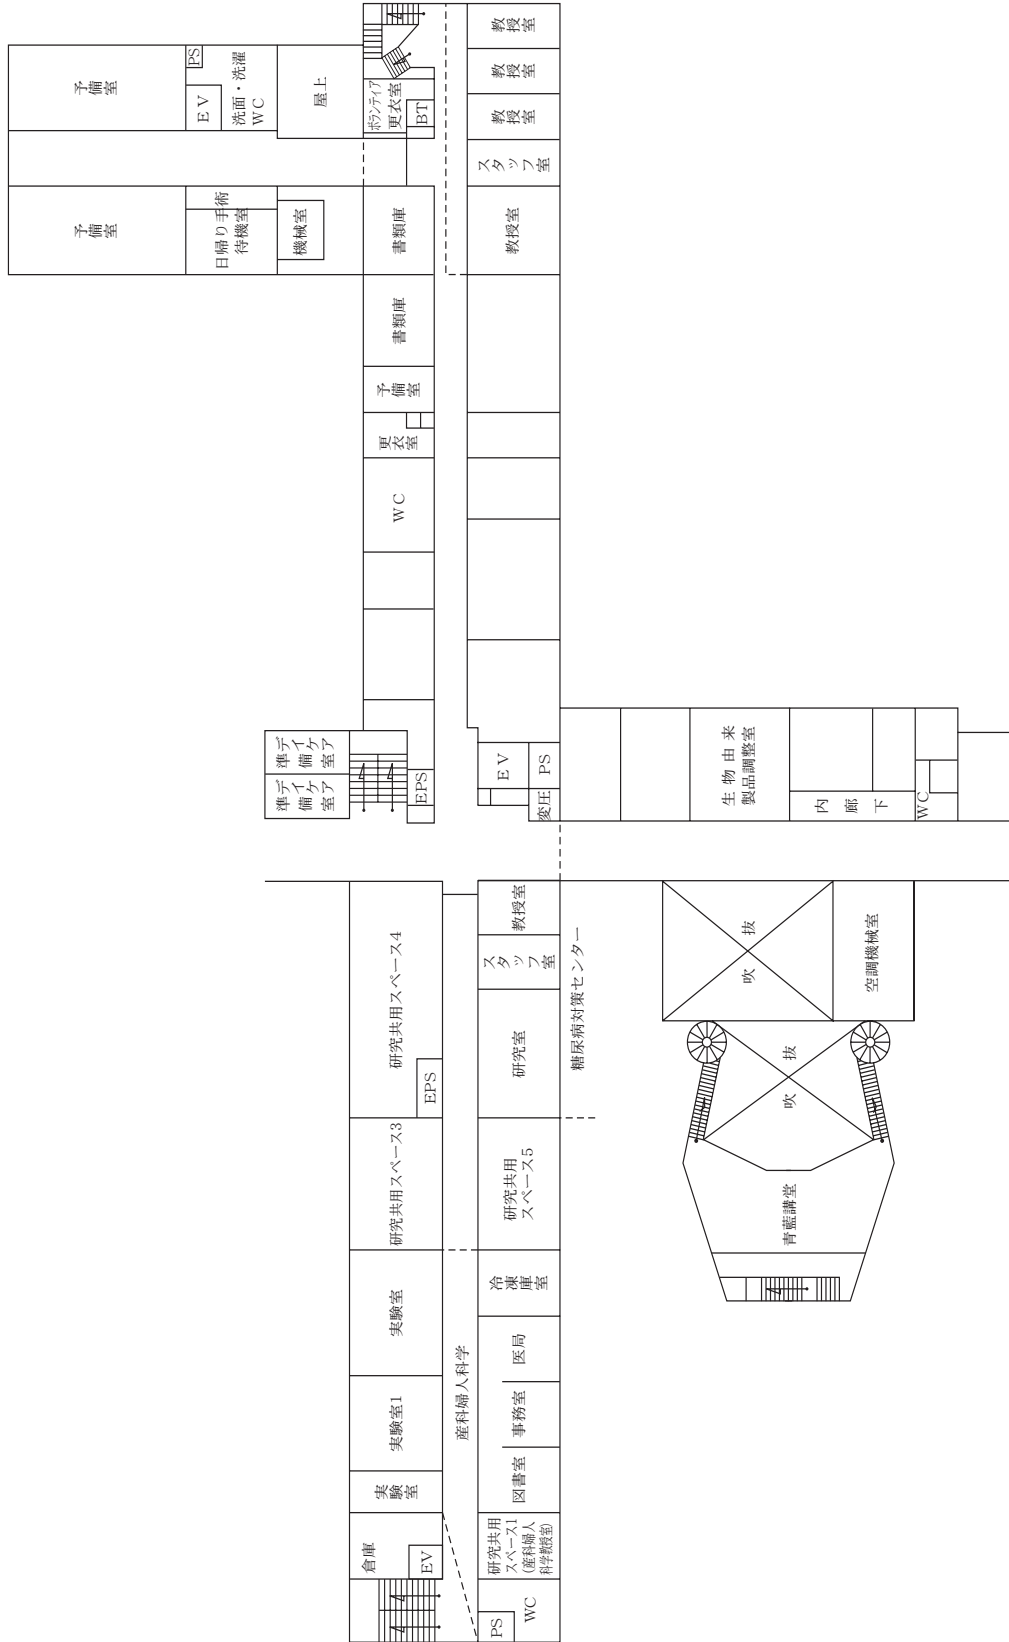 予備室
予備室
日帰り手術
待機室
EV
PS
洗面・洗濯
WC
機械室
屋上
準備室
デイケア
準備室
デイケア
EPS
WC
更衣室
予備室
書類庫
書類庫
ボランティア
更衣室
BT
倉庫
EV
実験室
実験室1
実験室
研究共用スペース3
研究共用スペース4
EPS
産科婦人科学
PS
WC
研究共用
スペース1
(産科婦人
科学教授室)
図書室
事務室
医局
冷凍庫室
研究共用
スペース5
研究室
スタッフ室
教授室
変圧
EV
PS
教授室
スタッフ室
教授室
教授室
教授室
糖尿病対策センター
生物由来
製品調整室
内廊下
WC
吹抜
空調機械室
吹抜
青藍講堂